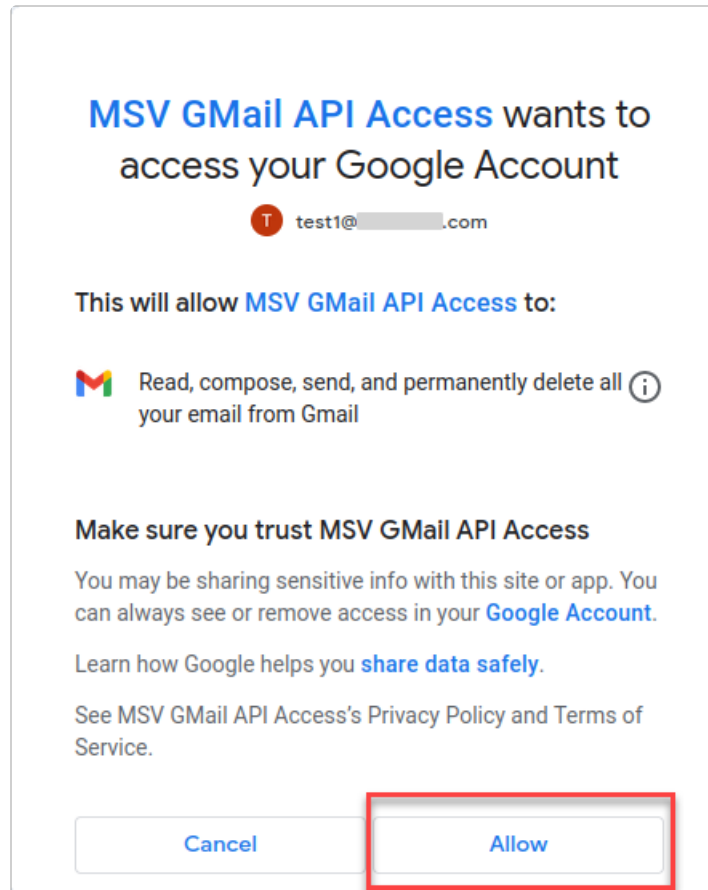 MSV GMail API Access wants to
access your Google Account
T test1@ .com
This will allow MSV GMail API Access to:
Read, compose, send, and permanently delete all
your email from Gmail
Make sure you trust MSV GMail API Access
You may be sharing sensitive info with this site or app. You
can always see or remove access in your Google Account.
Learn how Google helps you share data safely.
See MSV GMail API Access’s Privacy Policy and Terms of
Service.
Cancel Allow